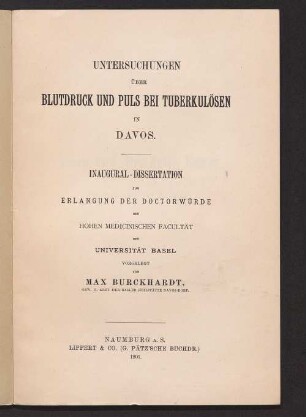 UNTERSUCHUNGEN
ÜBER
BLUTDRUCK UND PULS BEI TUBERKULÖSEN
IN
DAVOS.
INAUGURAL-DISSERTATION
ZUR
ERLANGUNG DER DOCTORWÜRDE
DER
HOHEN MEDICINISCHEN FACULTÄT
DER
UNIVERSITÄT BASEL
VORGELEGT
VON
MAX BURCKHARDT,
NAUMBURG A. S.
LIPPERT & CO. (G. PÄTZ'SCHE BUCHDR.)
1901.